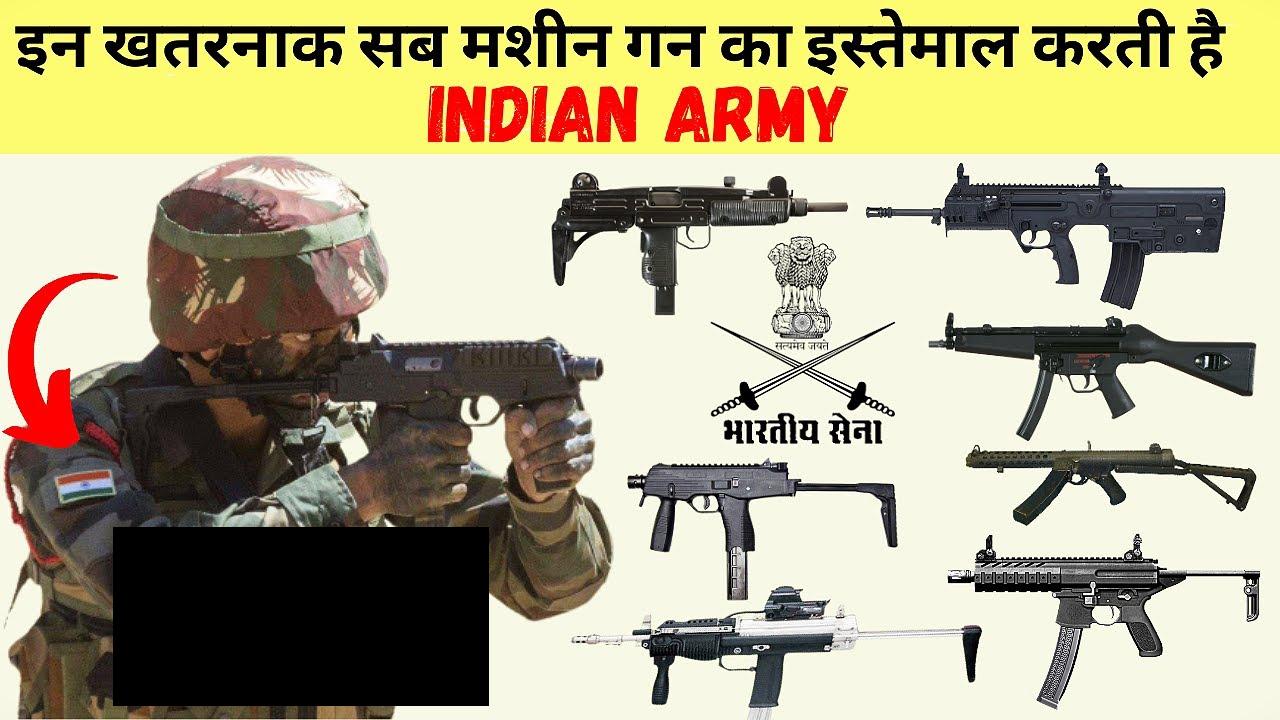 इन खतरनाक सब मशीन गन का इस्तेमाल करती है
INDIAN ARMY
सत्यमेव जयते
भारतीय सेना